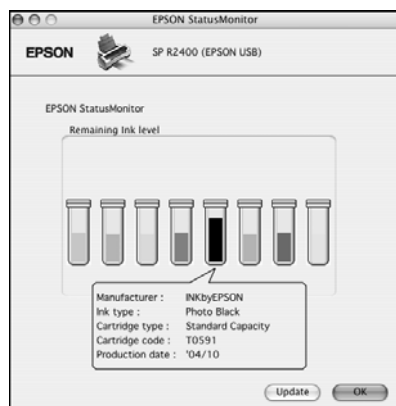 EPSON StatusMonitor
EPSON
SP R2400 (EPSON USB)
EPSON StatusMonitor
Remaining Ink level
Manufacturer : INKbyEPSON
Ink type : Photo Black
Cartridge type : Standard Capacity
Cartridge code : T0591
Production date : '04/10
Update
OK